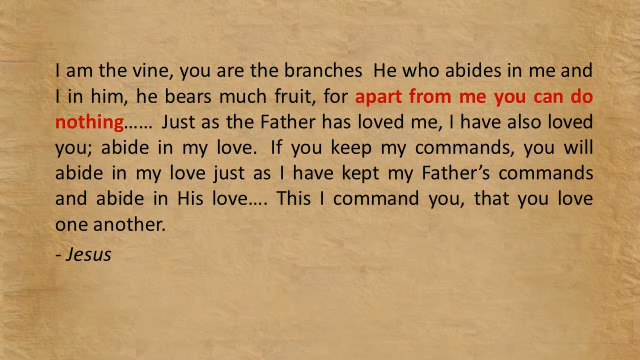 I am the vine, you are the branches  He who abides in me and
I in him, he bears much fruit, for apart from me you can do
nothing…… Just as the Father has loved me, I have also loved
you; abide in my love.  If you keep my commands, you will
abide in my love just as I have kept my Father’s commands
and abide in His love…. This I command you, that you love
one another.
- Jesus